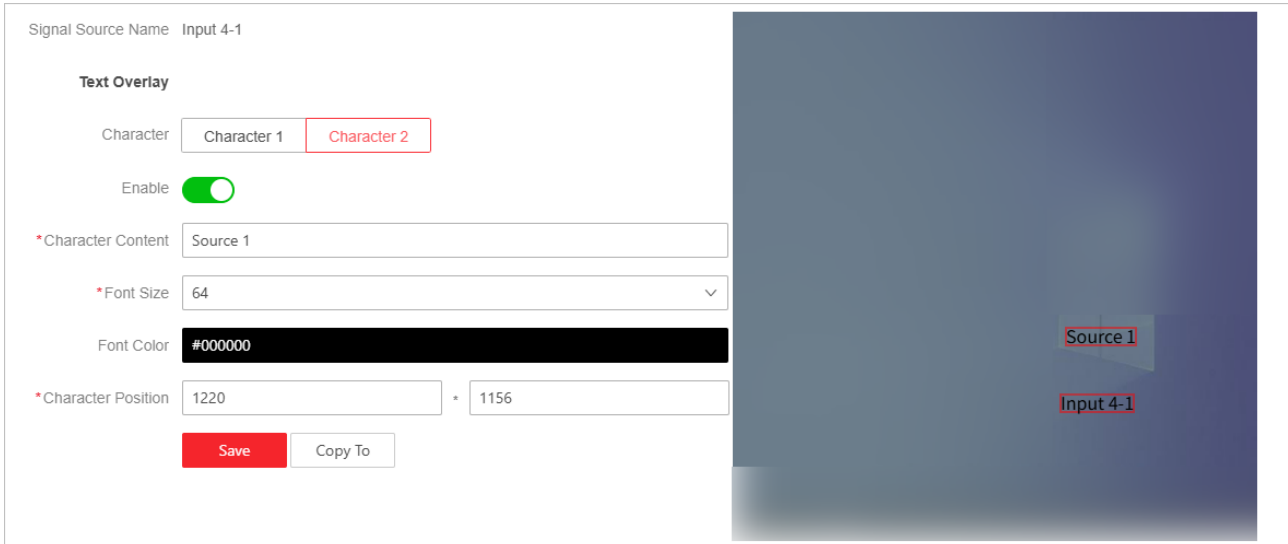 Signal Source Name Input 4-1
Text Overlay
Character Character 1 Character 2
Enable
*Character Content Source 1
*Font Size 64
Font Color #000000
*Character Position 1220 * 1156
Save Copy To
Source 1
Input 4-1